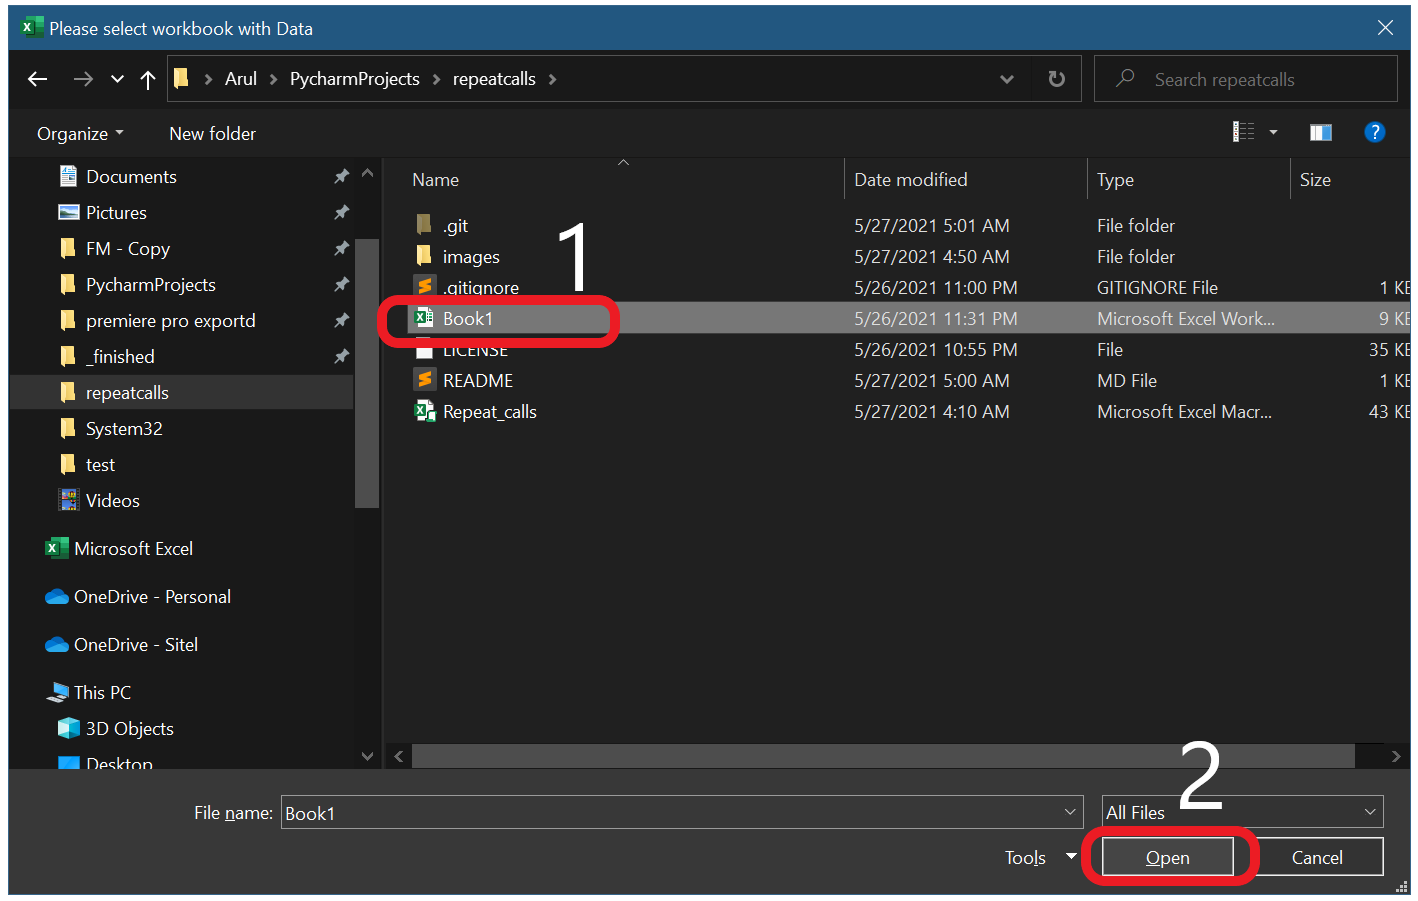 Please select workbook with Data
Arul > PycharmProjects > repeatcalls >
Search repeatcalls
Organize
New folder
?
Name
Date modified
Type
Size
Documents
Pictures
FM - Copy
PycharmProjects
premiere pro exportd
_finished
repeatcalls
System32
test
Videos
Microsoft Excel
OneDrive - Personal
OneDrive - Sitel
This PC
3D Objects
Desktop
.git 5/27/2021 5:01 AM File folder
1
images 5/27/2021 4:50 AM File folder
.gitignore 5/26/2021 11:00 PM GITIGNORE File 1 KB
Book1 5/26/2021 11:31 PM Microsoft Excel Work... 9 KB
LICENSE 5/26/2021 10:55 PM File 35 KB
README 5/27/2021 5:00 AM MD File 1 KB
Repeat_calls 5/27/2021 4:10 AM Microsoft Excel Macr... 43 KB
2
File name: Book1
All Files
Tools
Open
Cancel